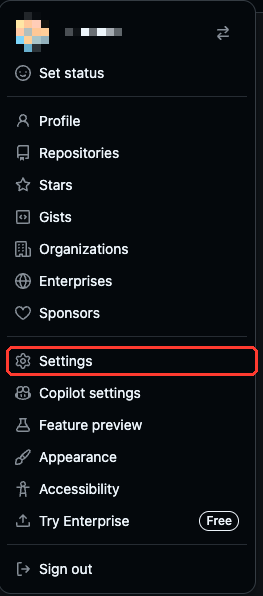 Set status
Profile
Repositories
Stars
Gists
Organizations
Enterprises
Sponsors
Settings
Copilot settings
Feature preview
Appearance
Accessibility
Try Enterprise Free
Sign out